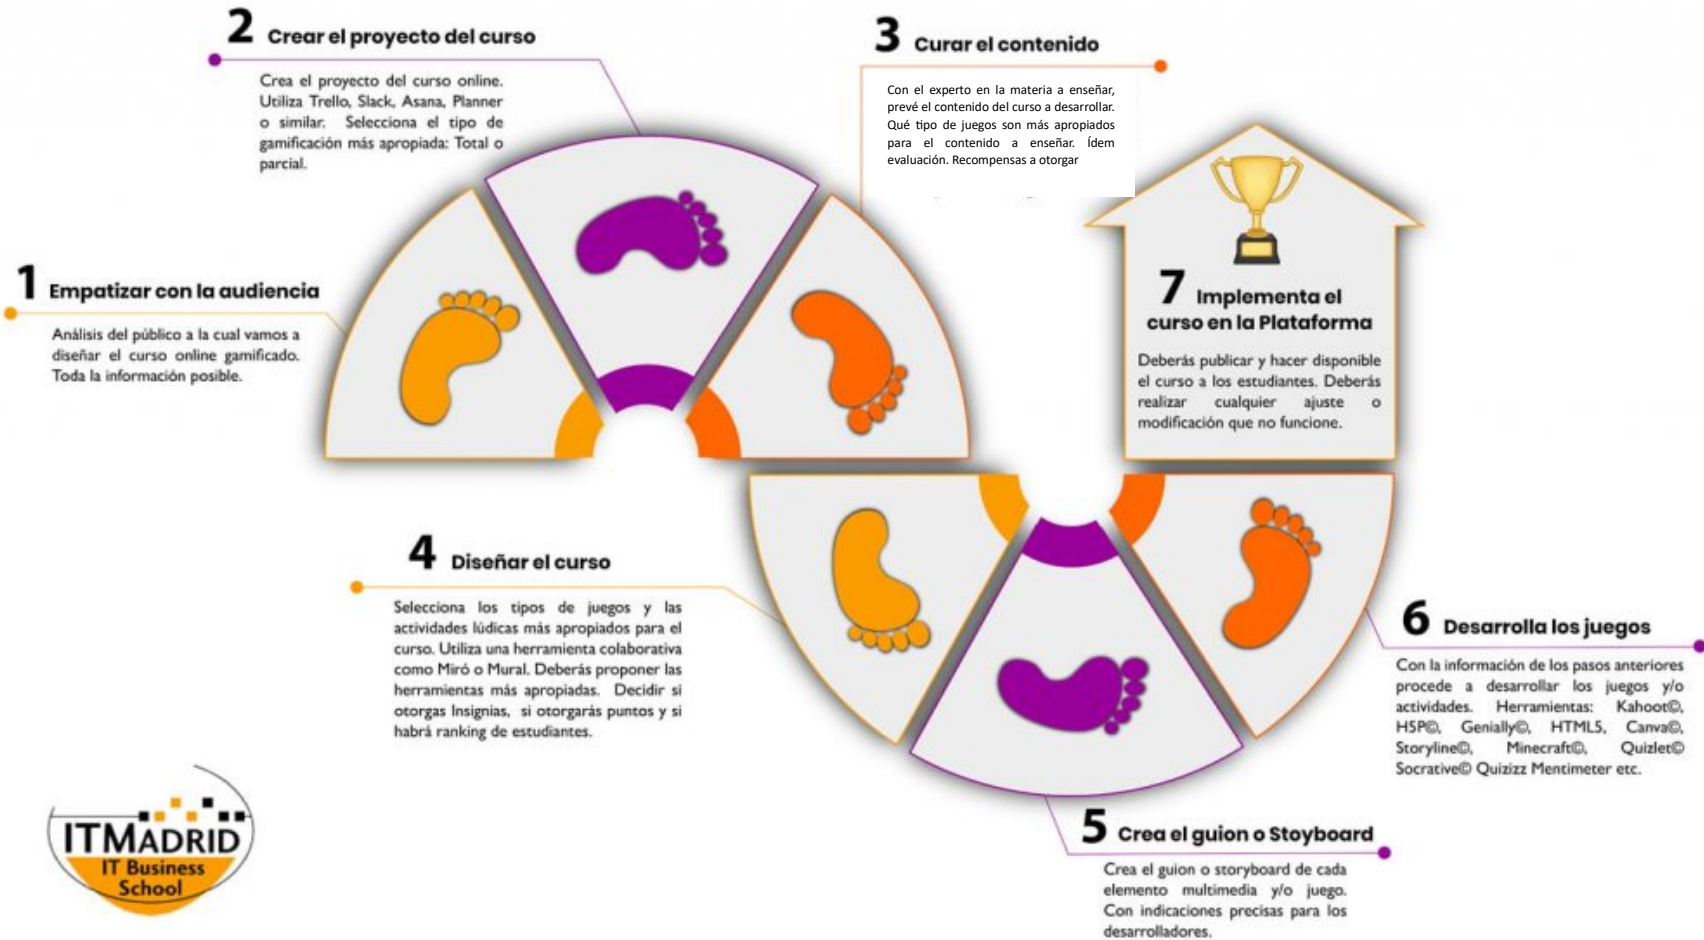 1 Empatizar con la audiencia
Análisis del público a la cual vamos a
diseñar el curso online gamificado.
Toda la información posible.
2 Crear el proyecto del curso
Crea el proyecto del curso online.
Utiliza Trello, Slack, Asana, Planner
o similar. Selecciona el tipo de
gamificación más apropiada: Total o
parcial.
3 Curar el contenido
Con el experto en la materia a enseñar,
prevé el contenido del curso a desarrollar.
Qué tipo de juegos son más apropiados
para el contenido a enseñar. Ídem
evaluación. Recompensas a otorgar
4 Diseñar el curso
Selecciona los tipos de juegos y las
actividades lúdicas más apropiados para el
curso. Utiliza una herramienta colaborativa
como Miró o Mural. Deberás proponer las
herramientas más apropiadas. Decidir si
otorgas Insignias, si otorgarás puntos y si
habrá ranking de estudiantes.
5 Crea el guion o Stoyboard
Crea el guion o storyboard de cada
elemento multimedia y/o juego.
Con indicaciones precisas para los
desarrolladores.
6 Desarrolla los juegos
Con la información de los pasos anteriores
procede a desarrollar los juegos y/o
actividades. Herramientas: Kahoot©,
H5P©, Genially©, HTML5, Canva©,
Storyline©, Minecraft©, Quizlet©
Socrative© Quizizz Mentimeter etc.
7 Implementa el
curso en la Plataforma
Deberás publicar y hacer disponible
el curso a los estudiantes. Deberás
realizar cualquier ajuste o
modificación que no funcione.
ITMADRID
IT Business
School